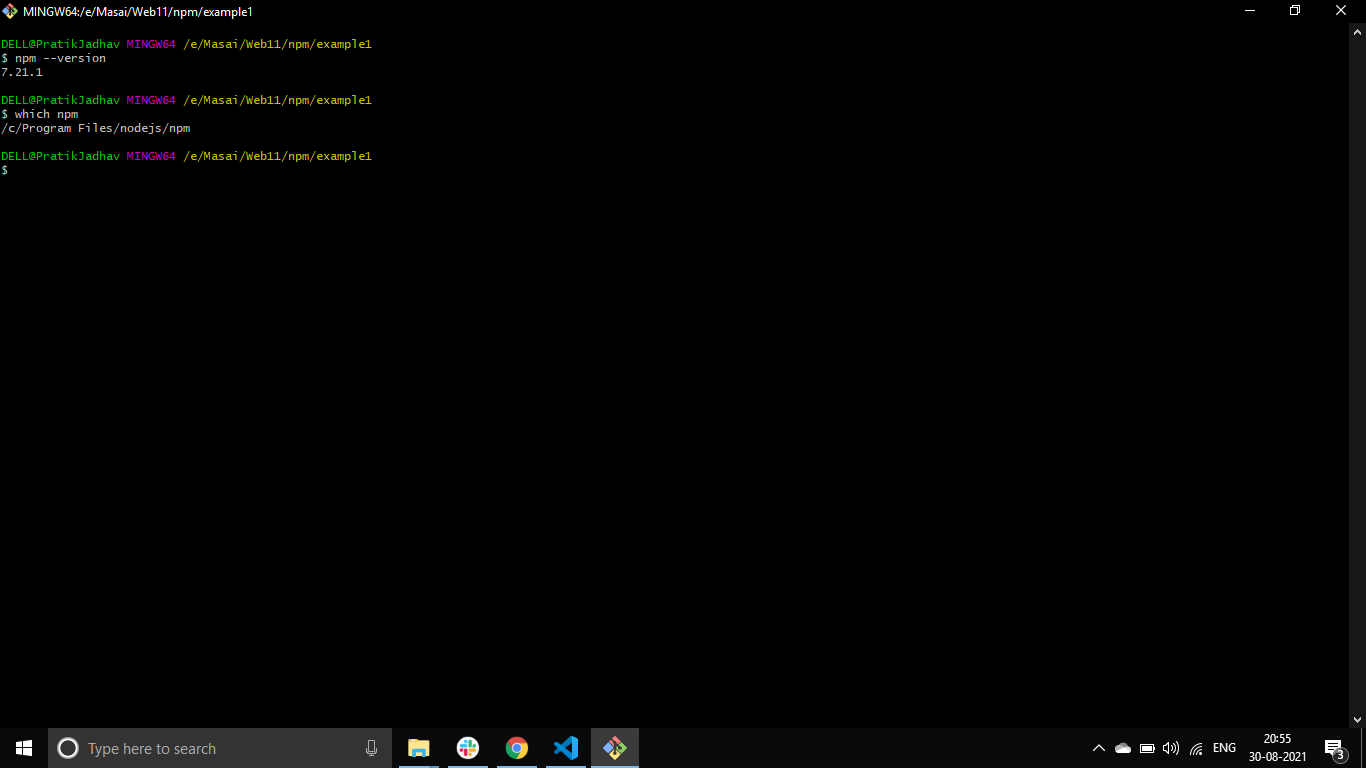 MINGW64:/e/Masai/Web11/npm/example1
DELL@PratikJadhav MINGW64 /e/Masai/Web11/npm/example1
$ npm --version
7.21.1
DELL@PratikJadhav MINGW64 /e/Masai/Web11/npm/example1
$ which npm
/c/Program Files/nodejs/npm
DELL@PratikJadhav MINGW64 /e/Masai/Web11/npm/example1
$
Type here to search
ENG
20:55
30-08-2021
3